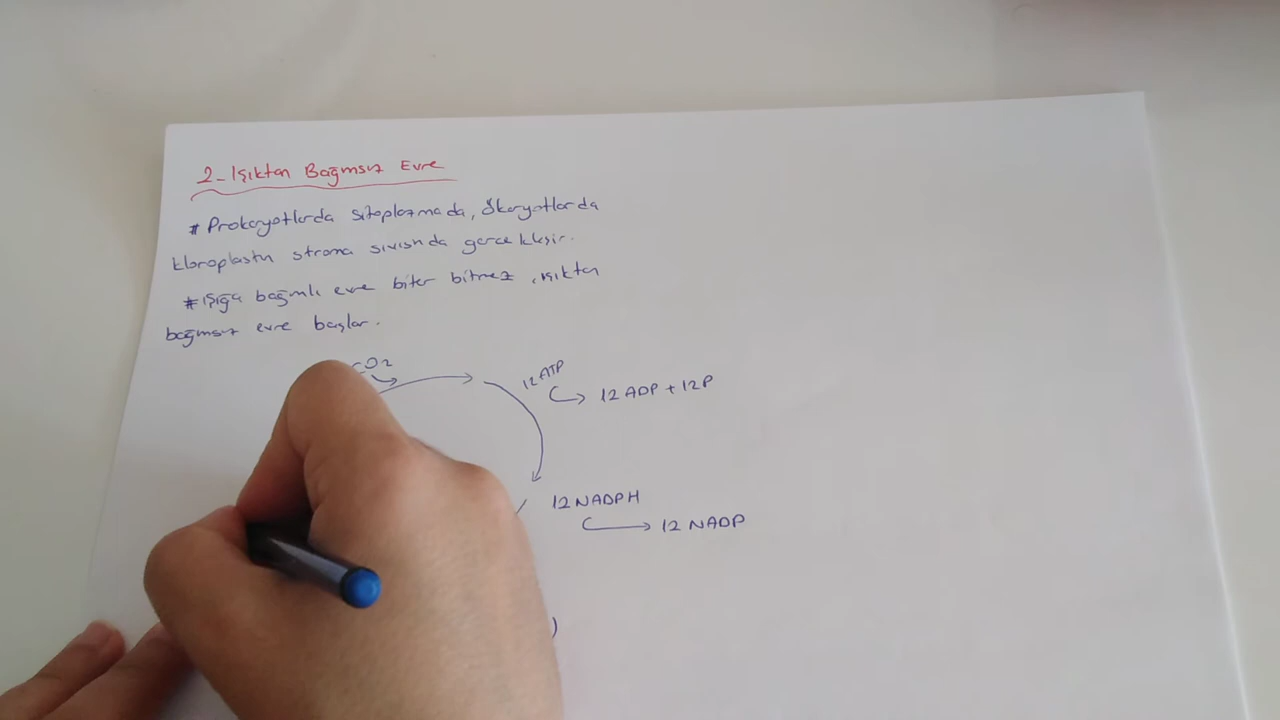 2- Işıktan Bağımsız Evre
# Prokaryotlarda sitoplazmada, ökaryotlarda
kloroplastın stroma sıvısında gerçekleşir.
# Işığa bağımlı evre biter bitmez, ışıktan
bağımsız evre başlar.
CO2
12 ATP
12 ADP + 12P
12 NADPH
12 NADP
)